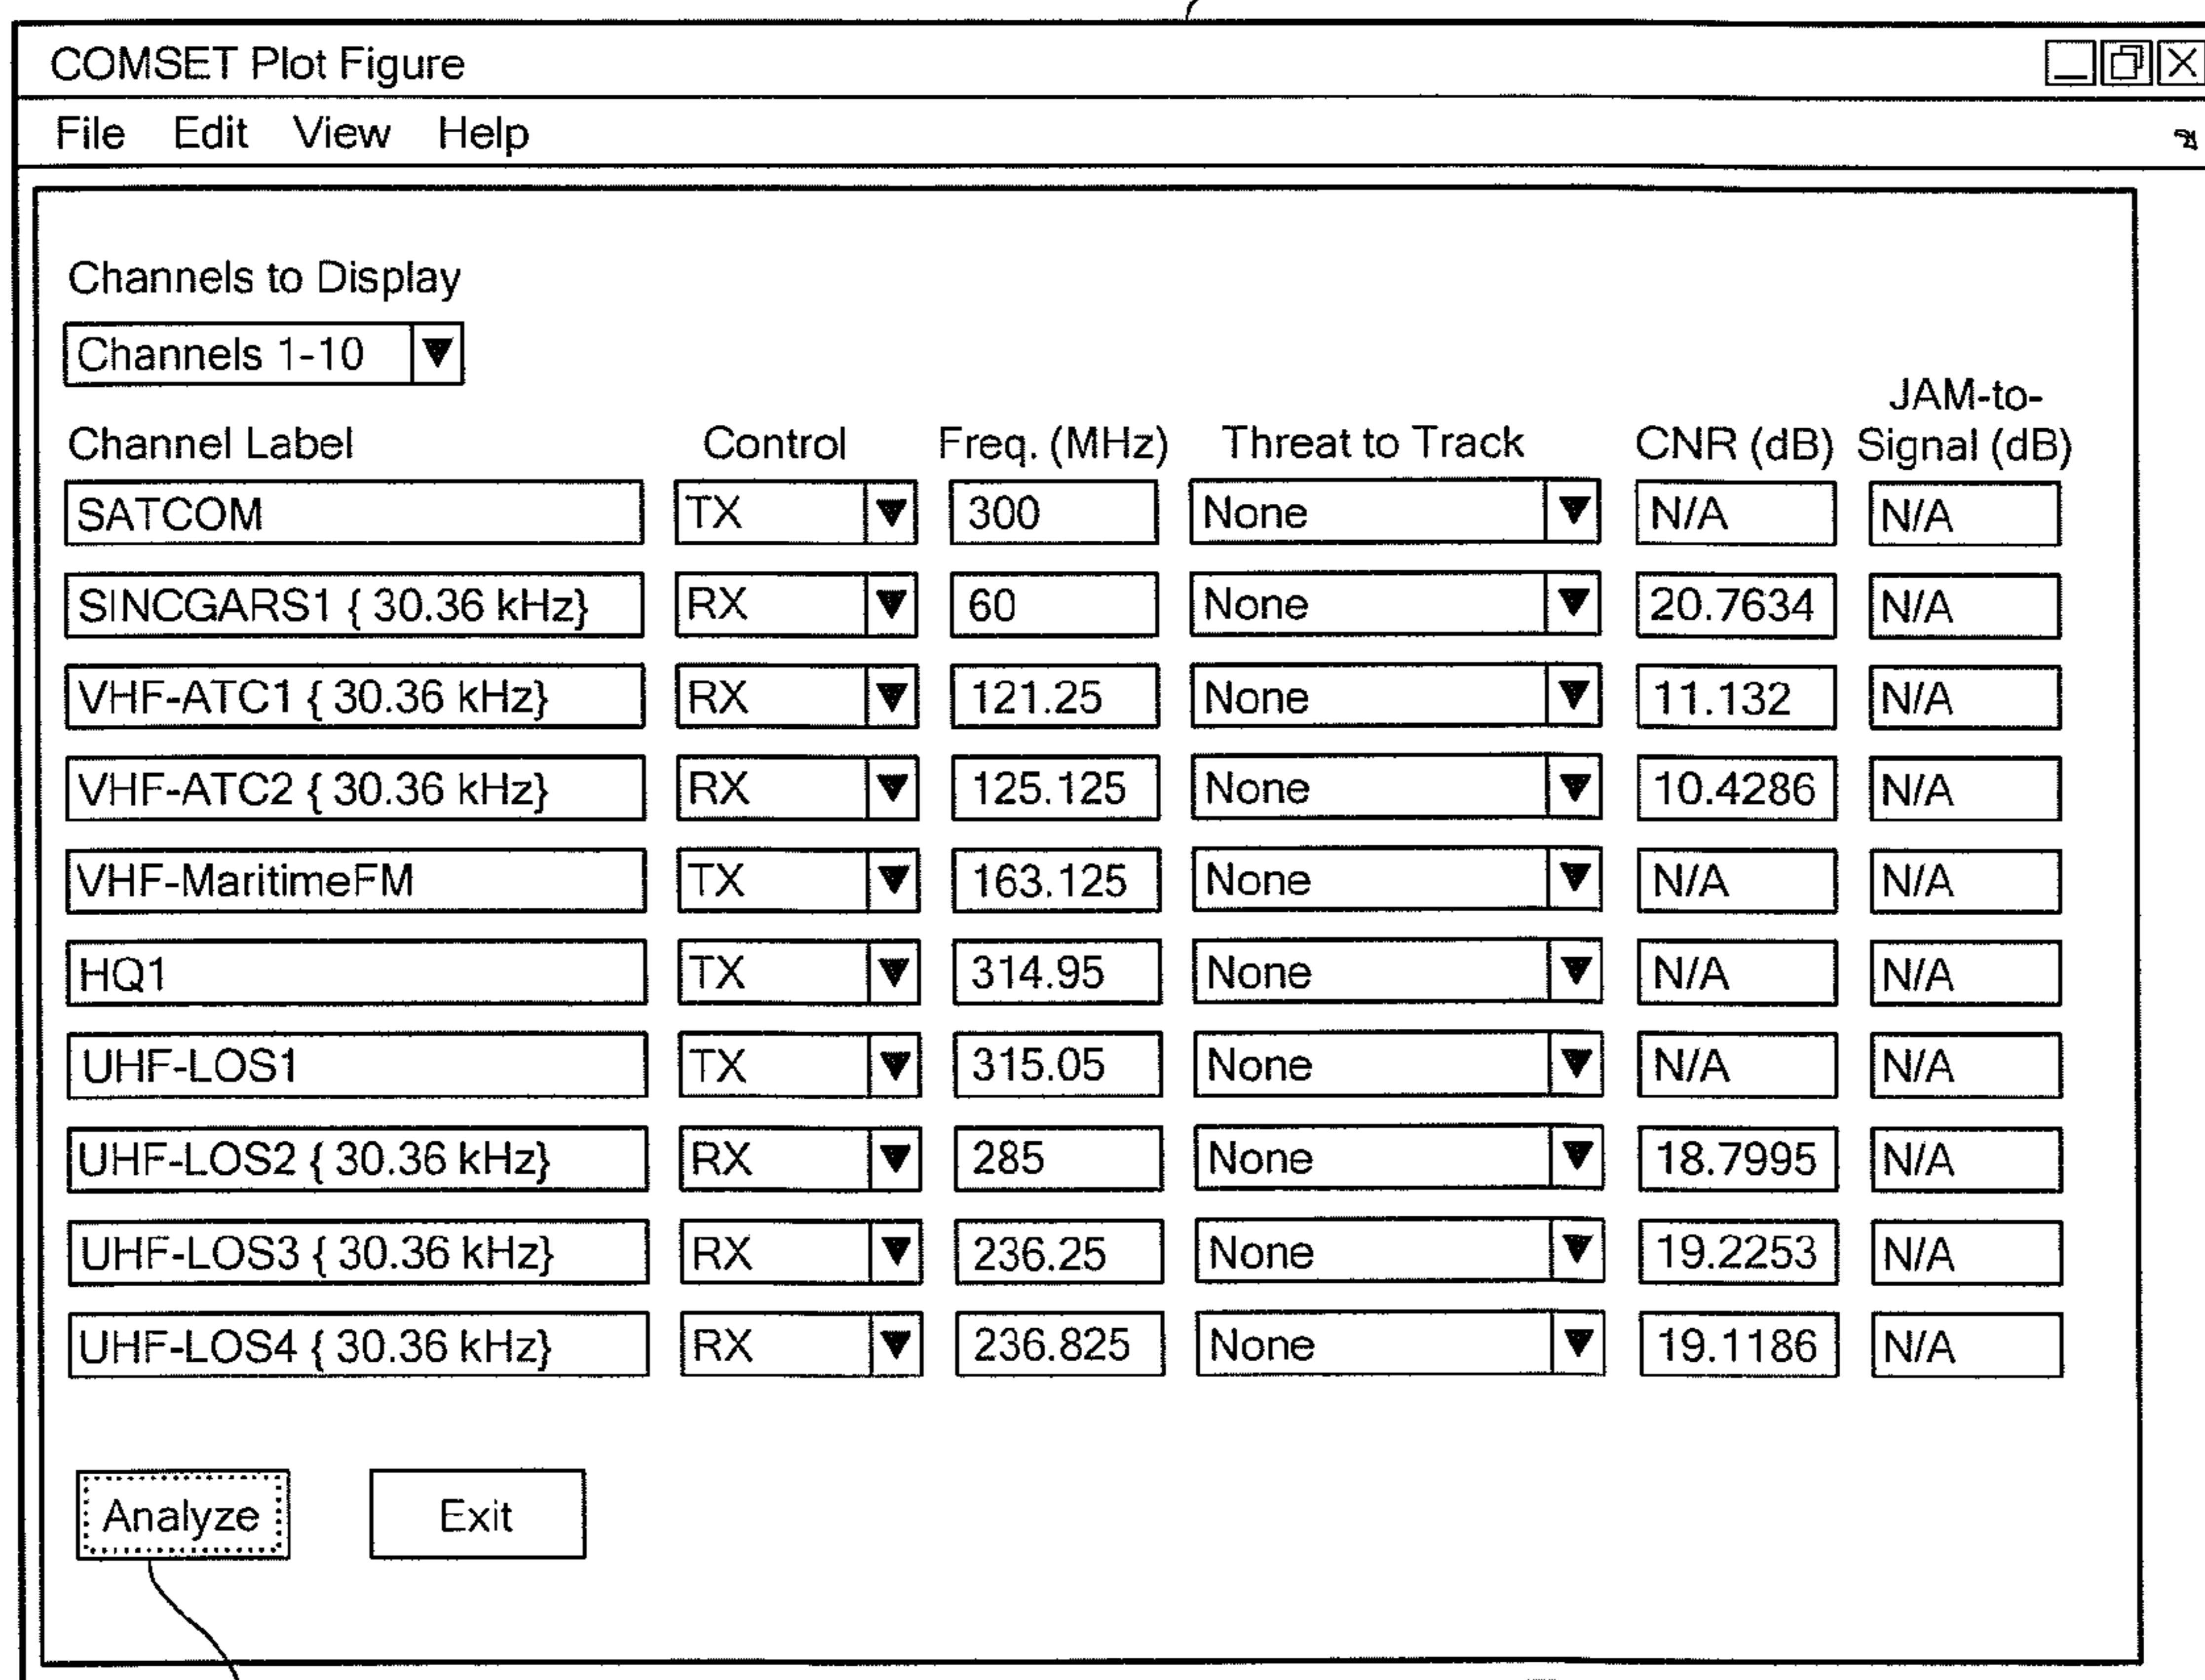 COMSET Plot Figure
File Edit View Help
Channels to Display
Channels 1-10
JAM-to-
Channel Label Control Freq. (MHz) Threat to Track CNR (dB) Signal (dB)
SATCOM TX 300 None N/A N/A
SINCGARS1 { 30.36 kHz} RX 60 None 20.7634 N/A
VHF-ATC1 { 30.36 kHz} RX 121.25 None 11.132 N/A
VHF-ATC2 { 30.36 kHz} RX 125.125 None 10.4286 N/A
VHF-MaritimeFM TX 163.125 None N/A N/A
HQ1 TX 314.95 None N/A N/A
UHF-LOS1 TX 315.05 None N/A N/A
UHF-LOS2 { 30.36 kHz} RX 285 None 18.7995 N/A
UHF-LOS3 { 30.36 kHz} RX 236.25 None 19.2253 N/A
UHF-LOS4 { 30.36 kHz} RX 236.825 None 19.1186 N/A
Analyze Exit